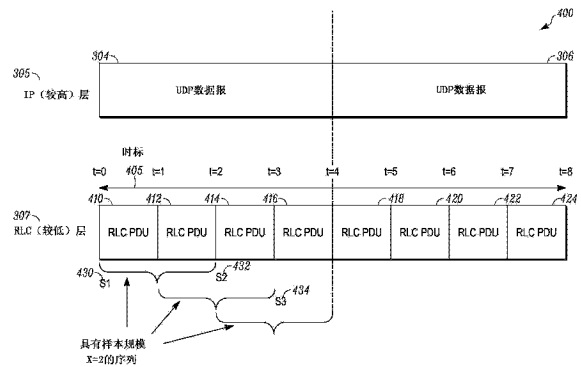 400
304
306
305
IP（较高）层
UDP数据报
UDP数据报
时标
405
t=0 t=1 t=2 t=3 t=4 t=5 t=6 t=7 t=8
410 412 414 416 418 420 422 424
307
RLC（较低）层
RLC PDU RLC PDU RLC PDU RLC PDU RLC PDU RLC PDU RLC PDU RLC PDU
430 S1
S2 432
S3 434
具有样本规模
X=2的序列